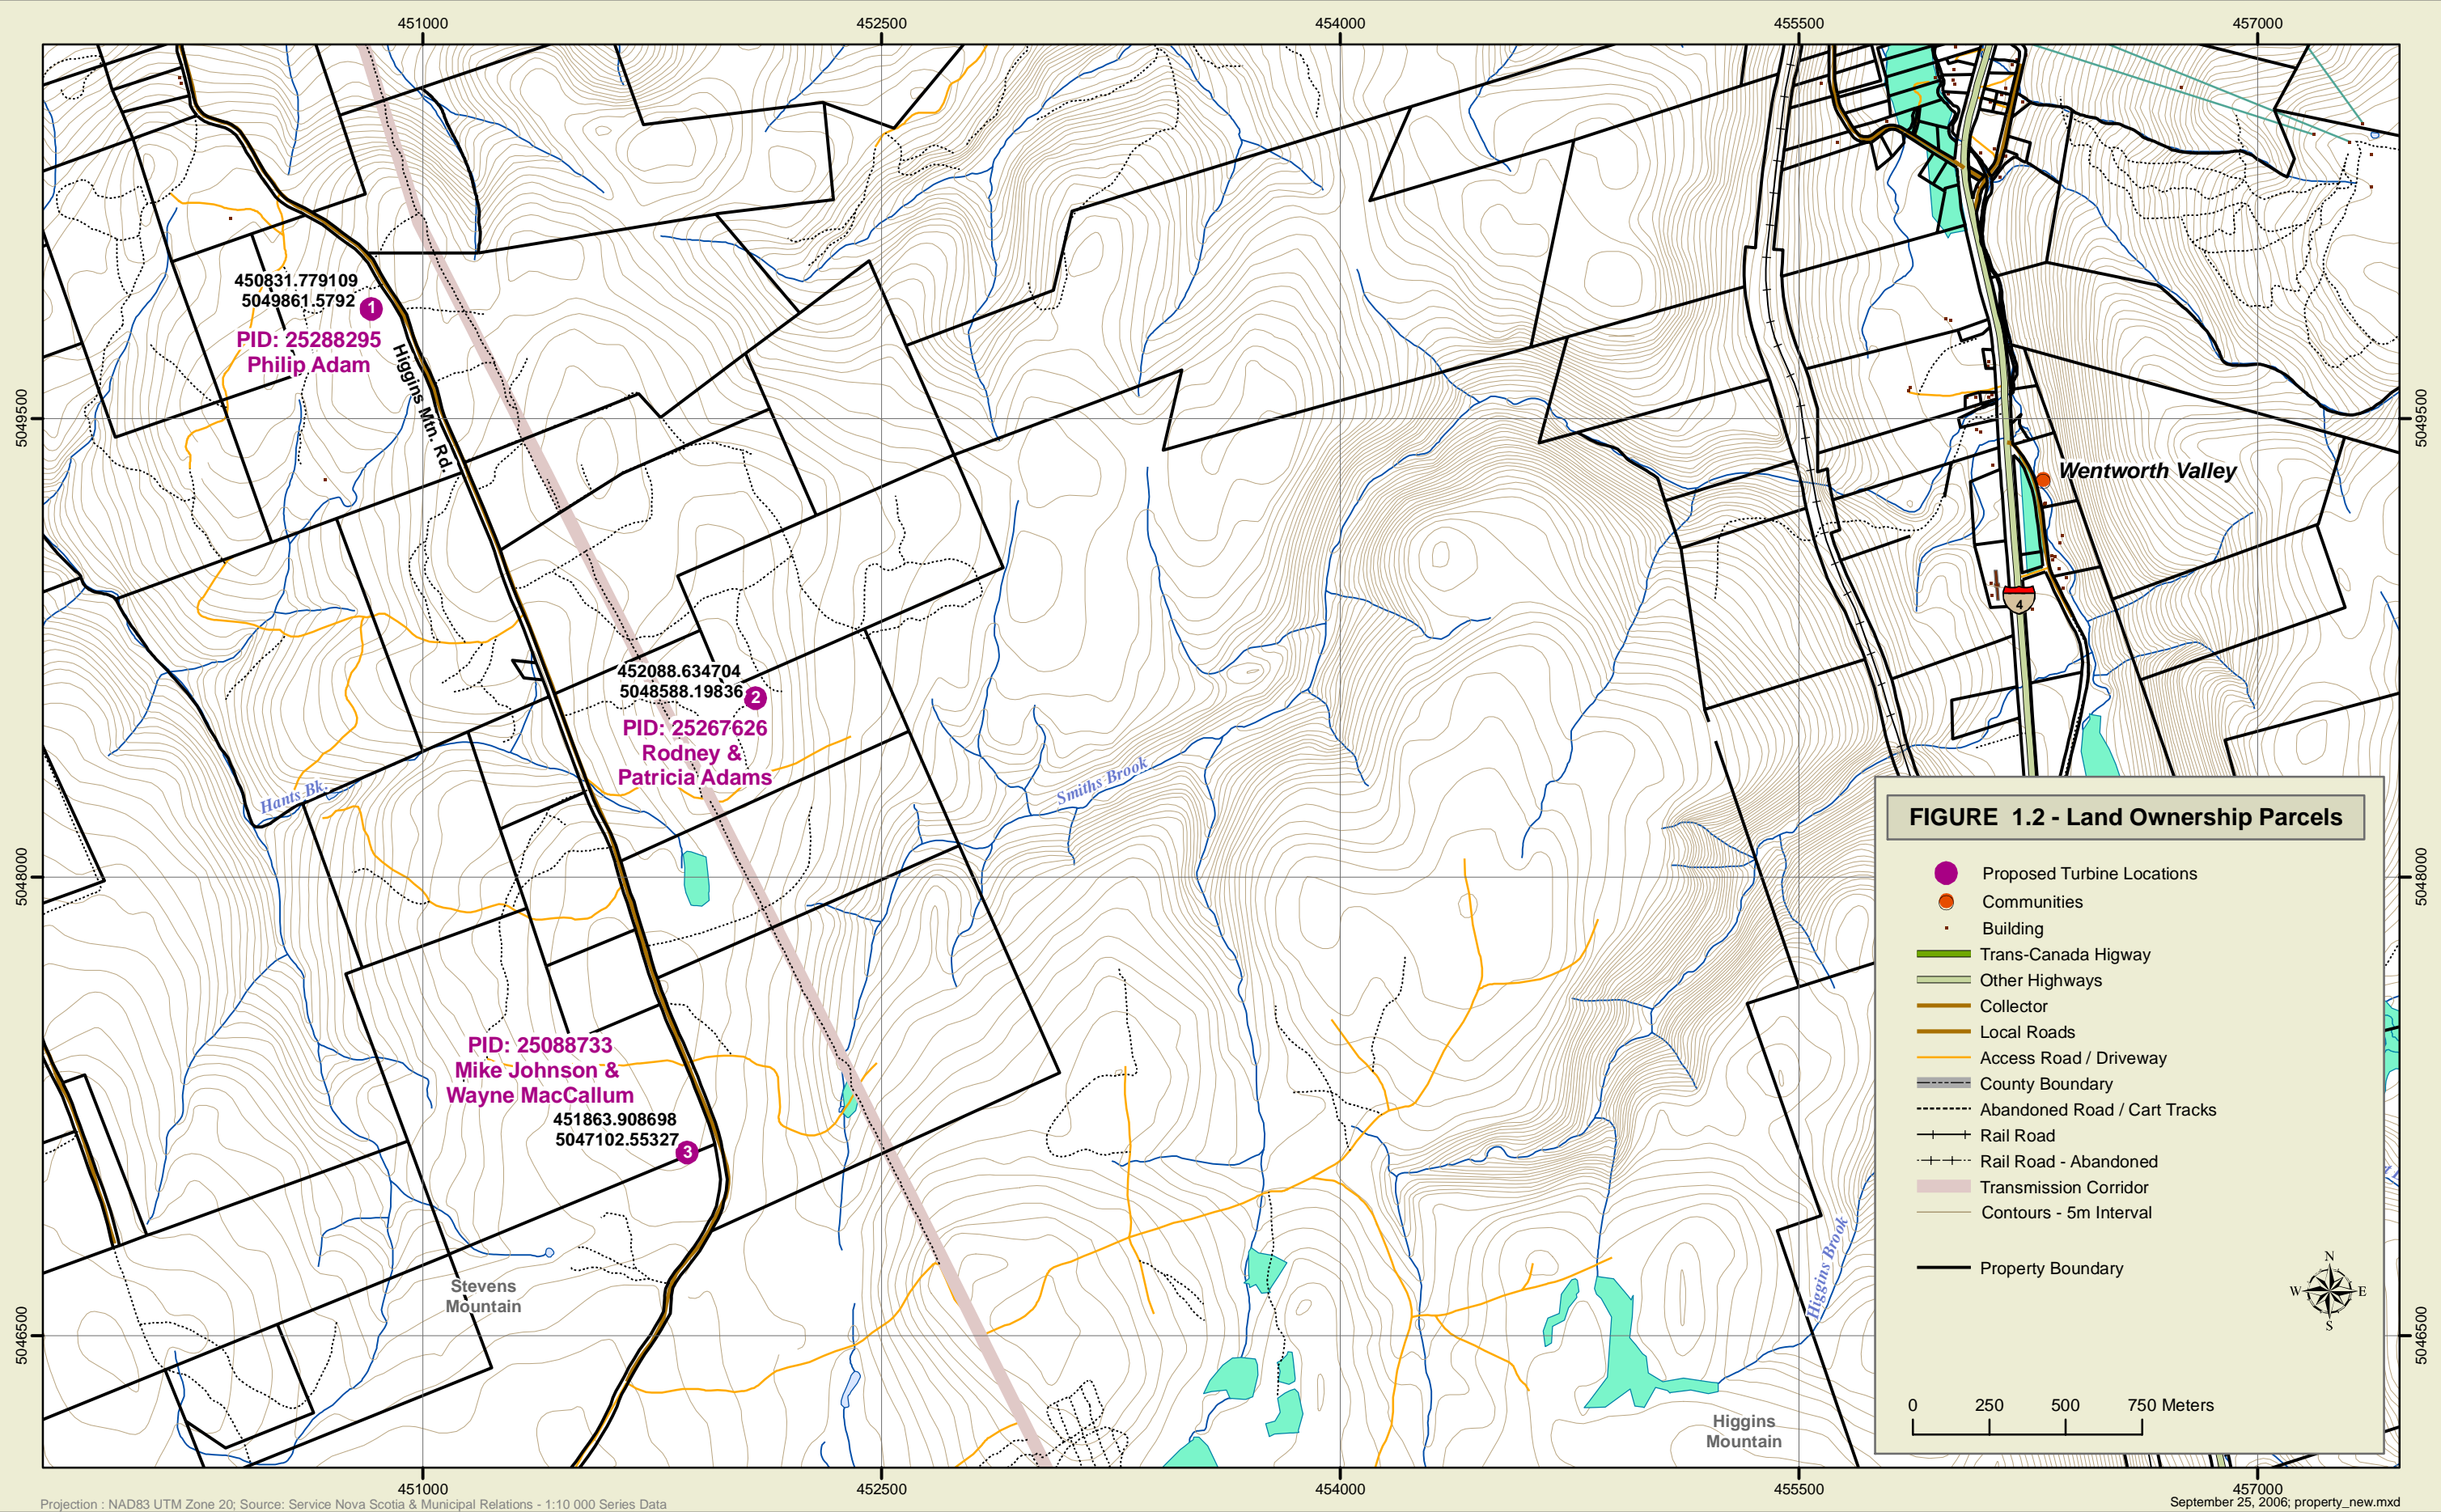 451000
452500
454000
455500
457000
5049500
5048000
5046500
5049500
5048000
5046500
450831.779109
5049861.5792
1
PID: 25288295
Philip Adam
Higgins Mtn. Rd.
Wentworth Valley
4
452088.634704
5048588.19836
2
PID: 25267626
Rodney &
Patricia Adams
Hants Bk.
Smiths Brook
PID: 25088733
Mike Johnson &
Wayne MacCallum
451863.908698
5047102.55327
3
Stevens
Mountain
Higgins Brook
Higgins
Mountain
FIGURE 1.2 - Land Ownership Parcels
Proposed Turbine Locations
Communities
Building
Trans-Canada Higway
Other Highways
Collector
Local Roads
Access Road / Driveway
County Boundary
Abandoned Road / Cart Tracks
Rail Road
Rail Road - Abandoned
Transmission Corridor
Contours - 5m Interval
Property Boundary
N
W E
S
0 250 500 750 Meters
451000
452500
454000
455500
457000
Projection : NAD83 UTM Zone 20; Source: Service Nova Scotia & Municipal Relations - 1:10 000 Series Data
September 25, 2006; property_new.mxd